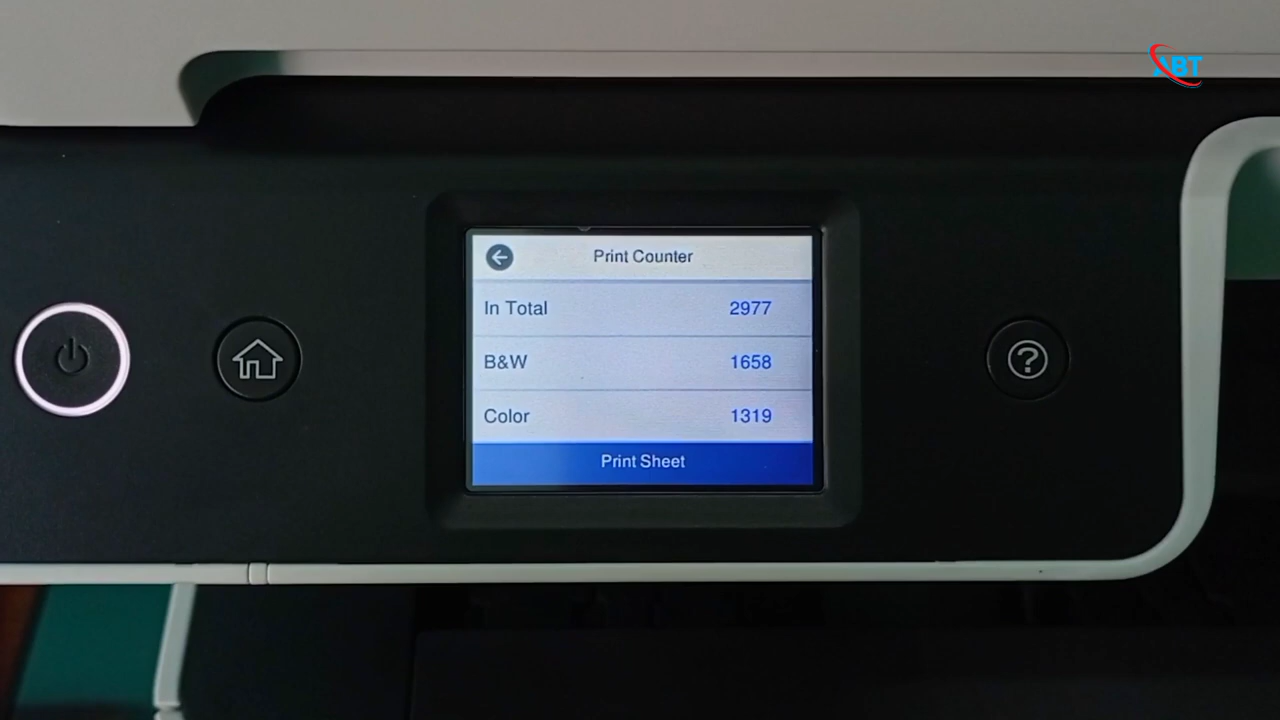 ABT
Print Counter
In Total 2977
B&W 1658
Color 1319
Print Sheet
?